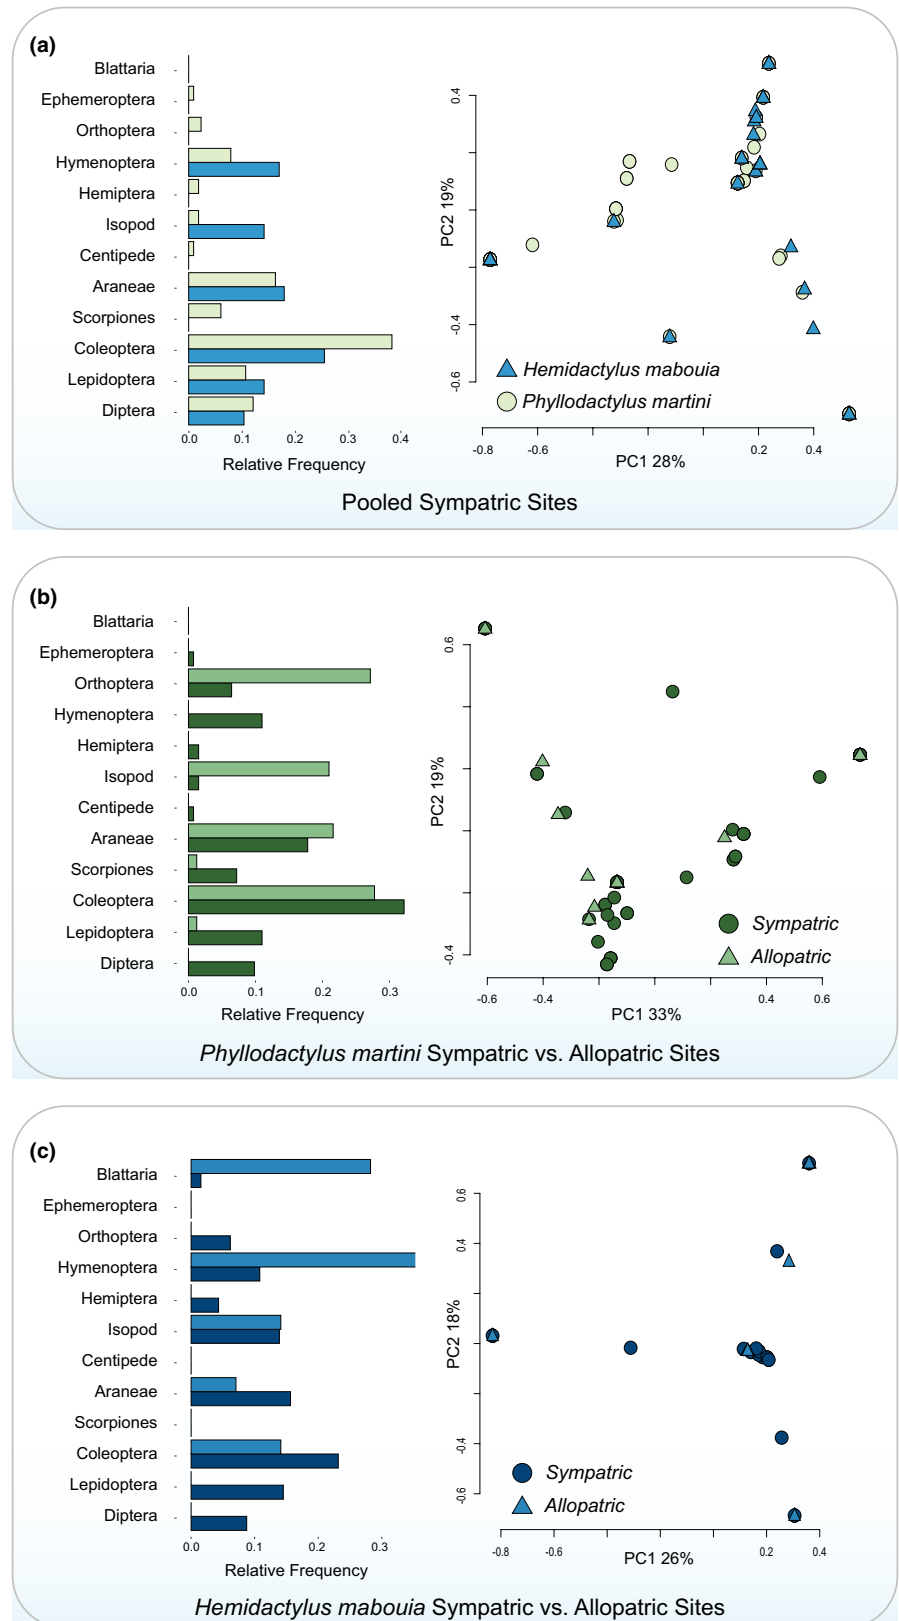 (a)
Blattaria
Ephemeroptera
Orthoptera
Hymenoptera
Hemiptera
Isopod
Centipede
Araneae
Scorpiones
Coleoptera
Lepidoptera
Diptera
0.0 0.1 0.2 0.3 0.4
Relative Frequency
PC2 19%
0.4
-0.4
-0.6
Hemidactylus mabouia
Phyllodactylus martini
-0.8 -0.6 0.2 0.4
PC1 28%
Pooled Sympatric Sites
(b)
Blattaria
Ephemeroptera
Orthoptera
Hymenoptera
Hemiptera
Isopod
Centipede
Araneae
Scorpiones
Coleoptera
Lepidoptera
Diptera
0.0 0.1 0.2 0.3
Relative Frequency
PC2 19%
0.6
-0.4
Sympatric
Allopatric
-0.6 -0.4 0.4 0.6
PC1 33%
Phyllodactylus martini Sympatric vs. Allopatric Sites
(c)
Blattaria
Ephemeroptera
Orthoptera
Hymenoptera
Hemiptera
Isopod
Centipede
Araneae
Scorpiones
Coleoptera
Lepidoptera
Diptera
0.0 0.1 0.2 0.3
Relative Frequency
PC2 18%
0.6
0.4
-0.4
-0.6
Sympatric
Allopatric
-0.8 -0.6 0.2 0.4
PC1 26%
Hemidactylus mabouia Sympatric vs. Allopatric Sites